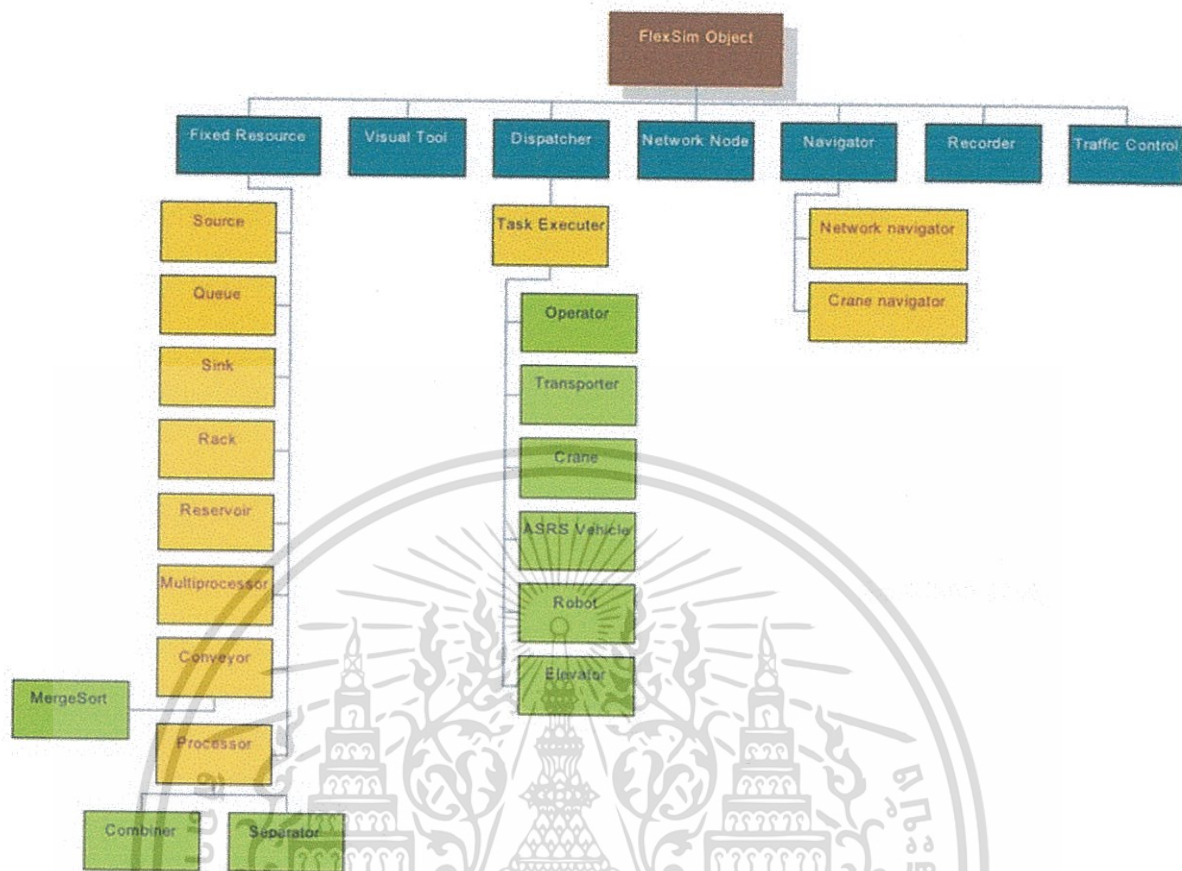 FlexSim Object
Fixed Resource
Visual Tool
Dispatcher
Network Node
Navigator
Recorder
Traffic Control
Source
Queue
Sink
Rack
Reservoir
Multiprocessor
Conveyor
MergeSort
Processor
Combiner
Separator
Task Executer
Operator
Transporter
Crane
ASRS Vehicle
Robot
Elevator
Network navigator
Crane navigator